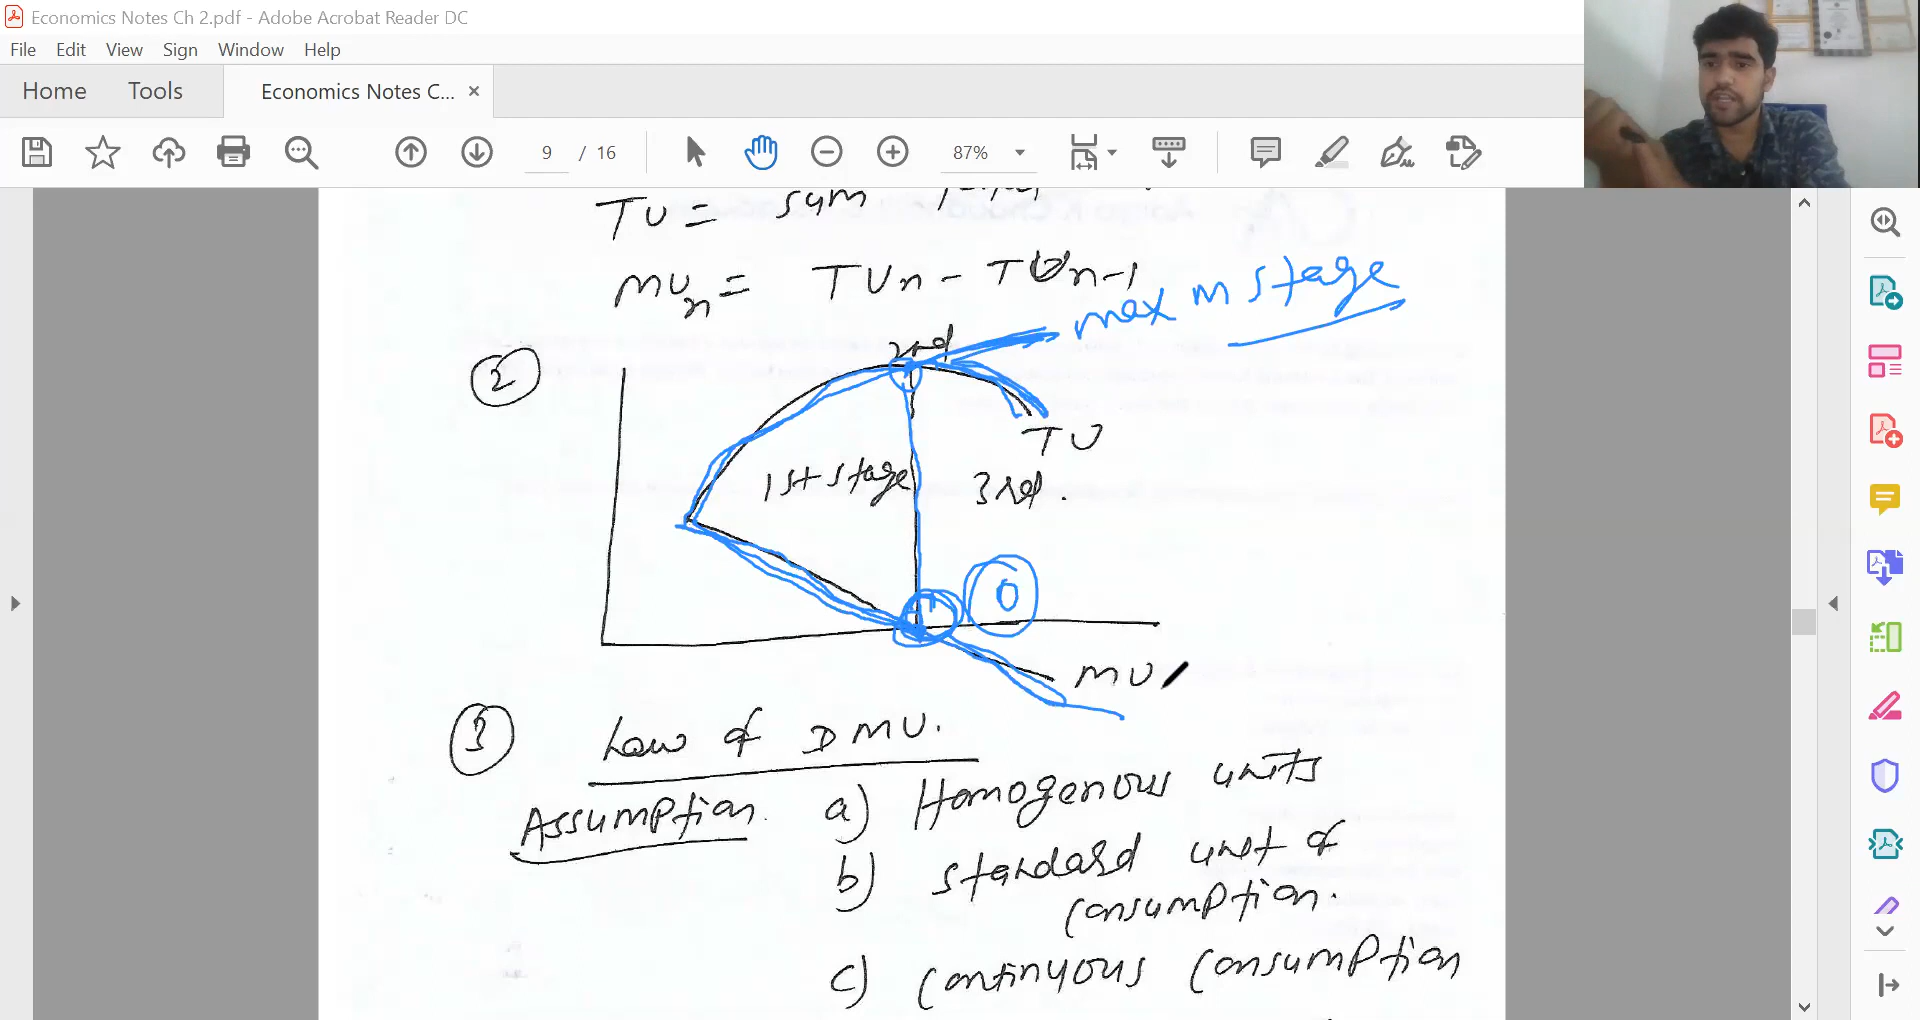 Economics Notes Ch 2.pdf - Adobe Acrobat Reader DC
File Edit View Sign Window Help
Home Tools Economics Notes C... ×
9 / 16 87%
TU = sum
MUn = TUn - TUn-1
maxm stage
2
2nd
TU
1st stage 3rd.
0
MU
3 Law of DMU.
Assumption. a) Homogenous units
b) standard unit of
consumption.
c) continuous consumption